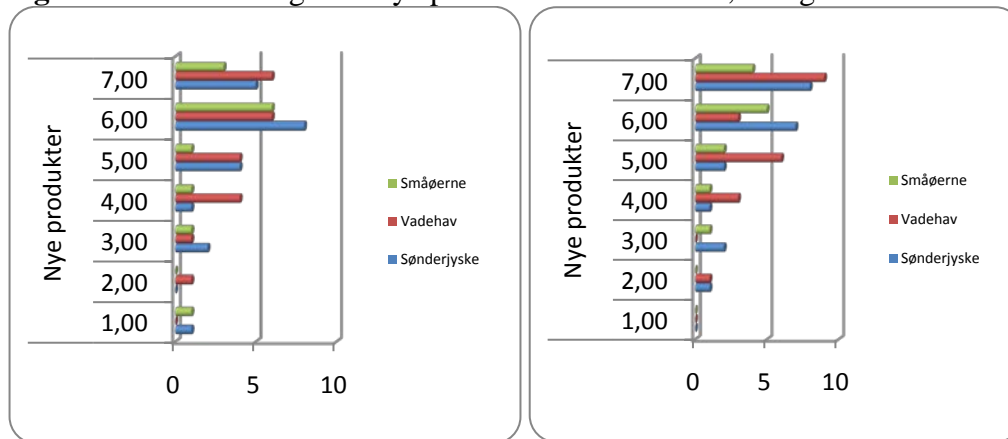 Nye produkter
7,00
6,00
5,00
4,00
3,00
2,00
1,00
0 5 10
Småøerne
Vadehav
Sønderjyske
Nye produkter
7,00
6,00
5,00
4,00
3,00
2,00
1,00
0 5 10
Småøerne
Vadehav
Sønderjyske